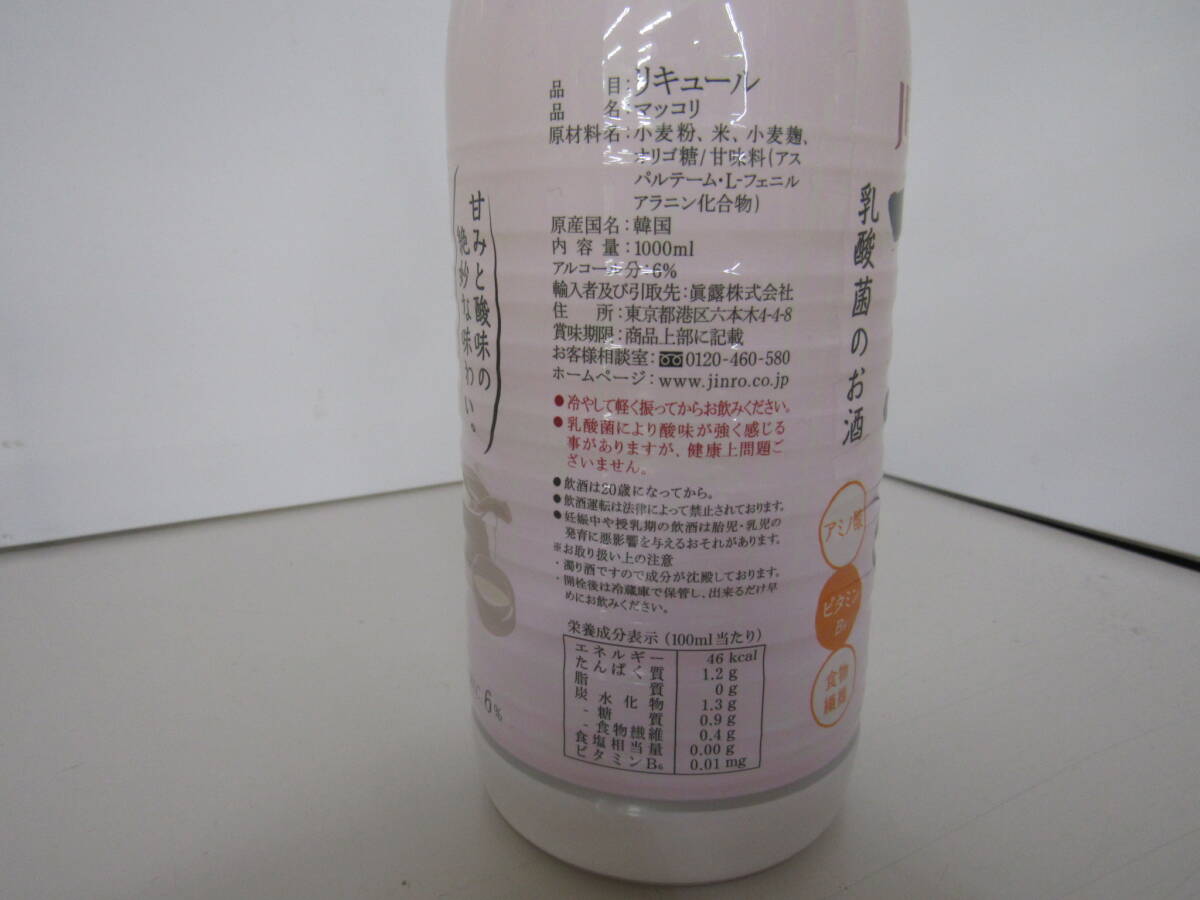 甘みと酸味の
絶妙な味わい。
6%
品目:リキュール
品名:マッコリ
原材料名:小麦粉、米、小麦麹、
オリゴ糖/甘味料(アス
パルテーム・L-フェニル
アラニン化合物)
原産国名:韓国
内容量:1000ml
アルコール分:6%
輸入者及び引取先:眞露株式会社
住所:東京都港区六本木4-4-8
賞味期限:商品上部に記載
お客様相談室:0120-460-580
ホームページ:www.jinro.co.jp
●冷やして軽く振ってからお飲みください。
●乳酸菌により酸味が強く感じる
事がありますが、健康上問題ご
ざいません。
●飲酒は20歳になってから。
●飲酒運転は法律によって禁止されております。
●妊娠中や授乳期の飲酒は胎児・乳児の
発育に悪影響を与えるおそれがあります。
※お取り扱い上の注意
・濁り酒ですので成分が沈殿しております。
・開栓後は冷蔵庫で保管し、出来るだけ早
めにお飲みください。
栄養成分表示(100ml当たり)
エネルギー 46 kcal
たんぱく質 1.2 g
脂質 0 g
炭水化物 1.3 g
- 糖質 0.9 g
- 食物繊維 0.4 g
食塩相当量 0.00 g
ビタミンB6 0.01 mg
乳酸菌のお酒
アミノ酸
ビタミン
B6
食物
繊維